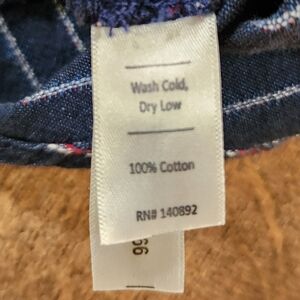 Wash Cold,
Dry Low
100% Cotton
RN# 140892